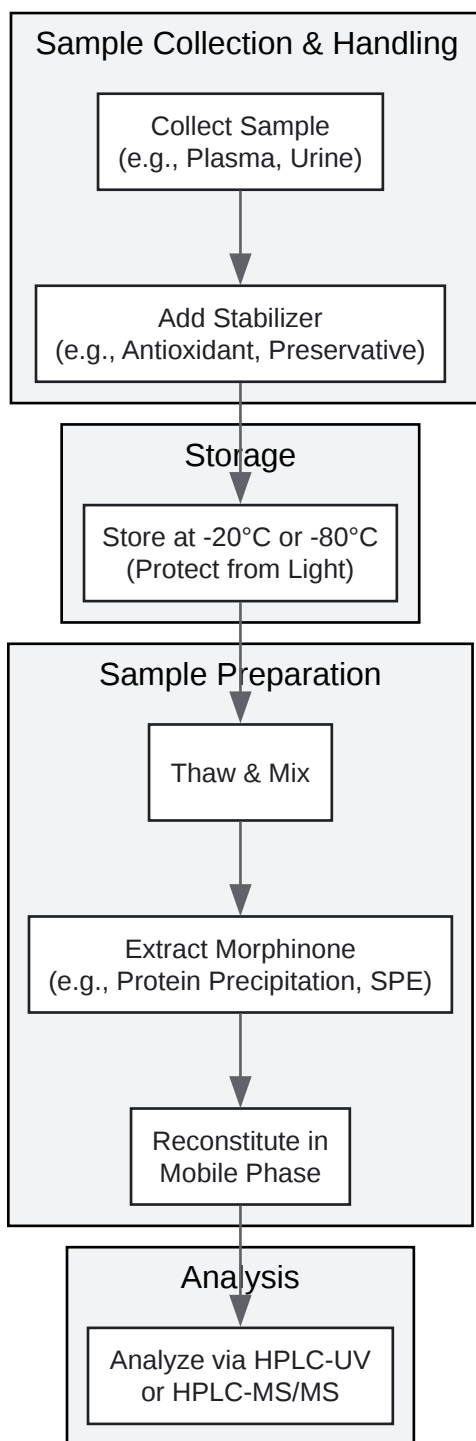 Sample Collection & Handling
Collect Sample
(e.g., Plasma, Urine)
Add Stabilizer
(e.g., Antioxidant, Preservative)
Storage
Store at -20°C or -80°C
(Protect from Light)
Sample Preparation
Thaw & Mix
Extract Morphinone
(e.g., Protein Precipitation, SPE)
Reconstitute in
Mobile Phase
Analysis
Analyze via HPLC-UV
or HPLC-MS/MS